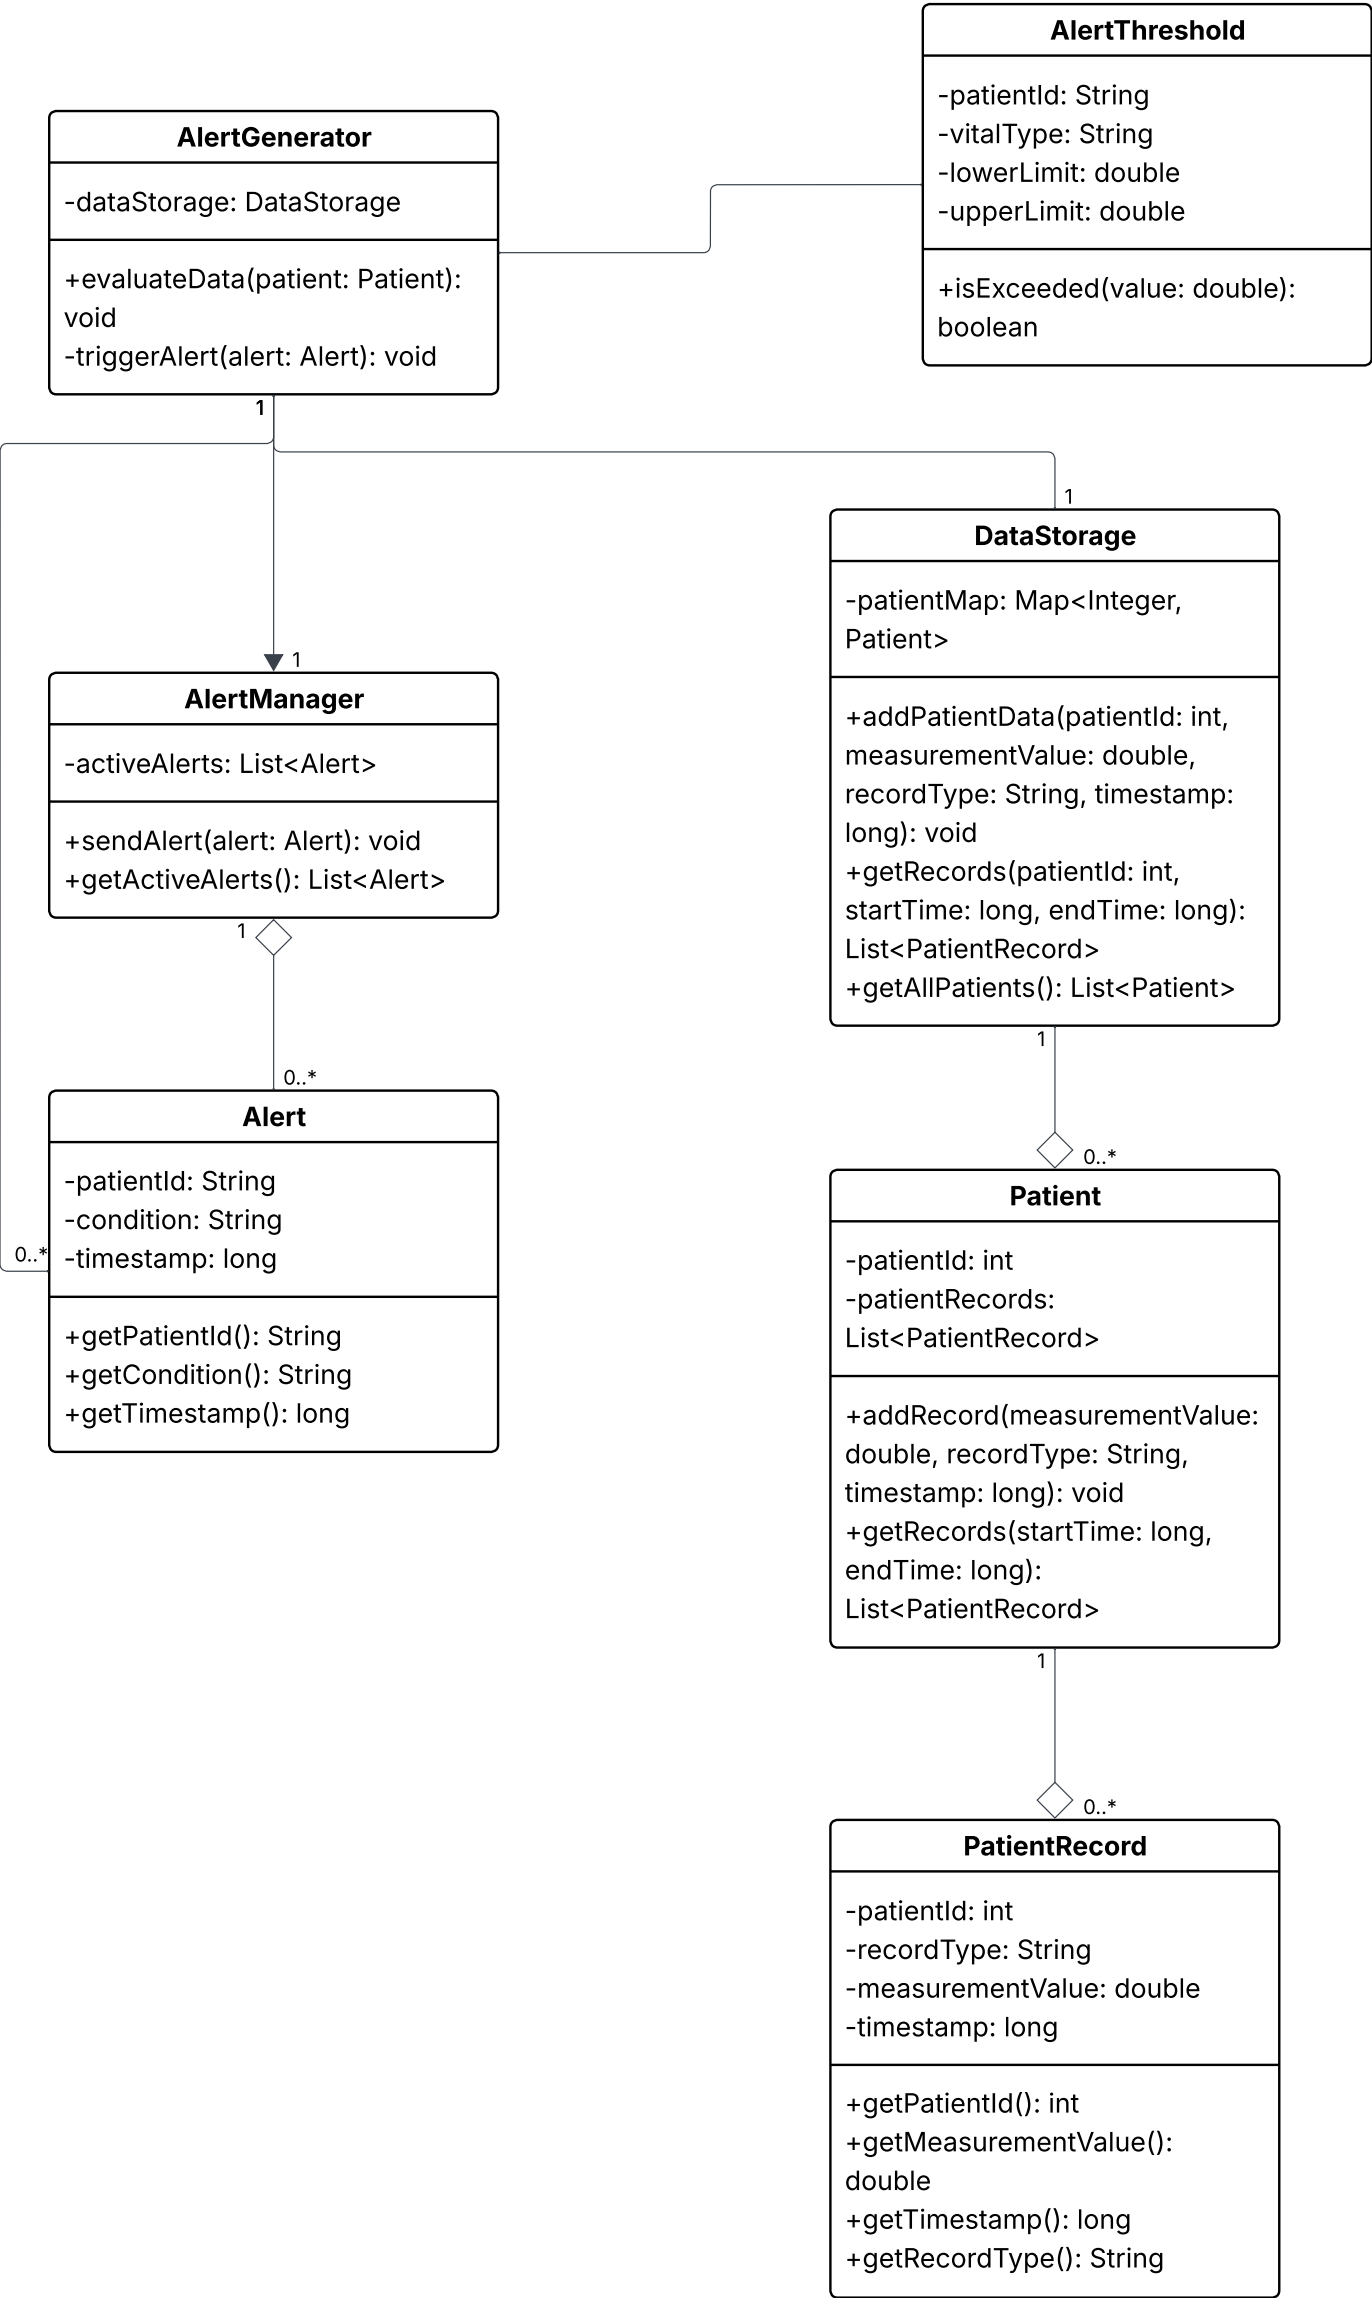 AlertThreshold
-patientId: String
-vitalType: String
-lowerLimit: double
-upperLimit: double
+isExceeded(value: double):
boolean
AlertGenerator
-dataStorage: DataStorage
+evaluateData(patient: Patient):
void
-triggerAlert(alert: Alert): void
1
1
1
AlertManager
-activeAlerts: List<Alert>
+sendAlert(alert: Alert): void
+getActiveAlerts(): List<Alert>
1
0..*
Alert
-patientId: String
-condition: String
-timestamp: long
0..*
+getPatientId(): String
+getCondition(): String
+getTimestamp(): long
DataStorage
-patientMap: Map<Integer,
Patient>
+addPatientData(patientId: int,
measurementValue: double,
recordType: String, timestamp:
long): void
+getRecords(patientId: int,
startTime: long, endTime: long):
List<PatientRecord>
+getAllPatients(): List<Patient>
1
0..*
Patient
-patientId: int
-patientRecords:
List<PatientRecord>
+addRecord(measurementValue:
double, recordType: String,
timestamp: long): void
+getRecords(startTime: long,
endTime: long):
List<PatientRecord>
1
0..*
PatientRecord
-patientId: int
-recordType: String
-measurementValue: double
-timestamp: long
+getPatientId(): int
+getMeasurementValue():
double
+getTimestamp(): long
+getRecordType(): String